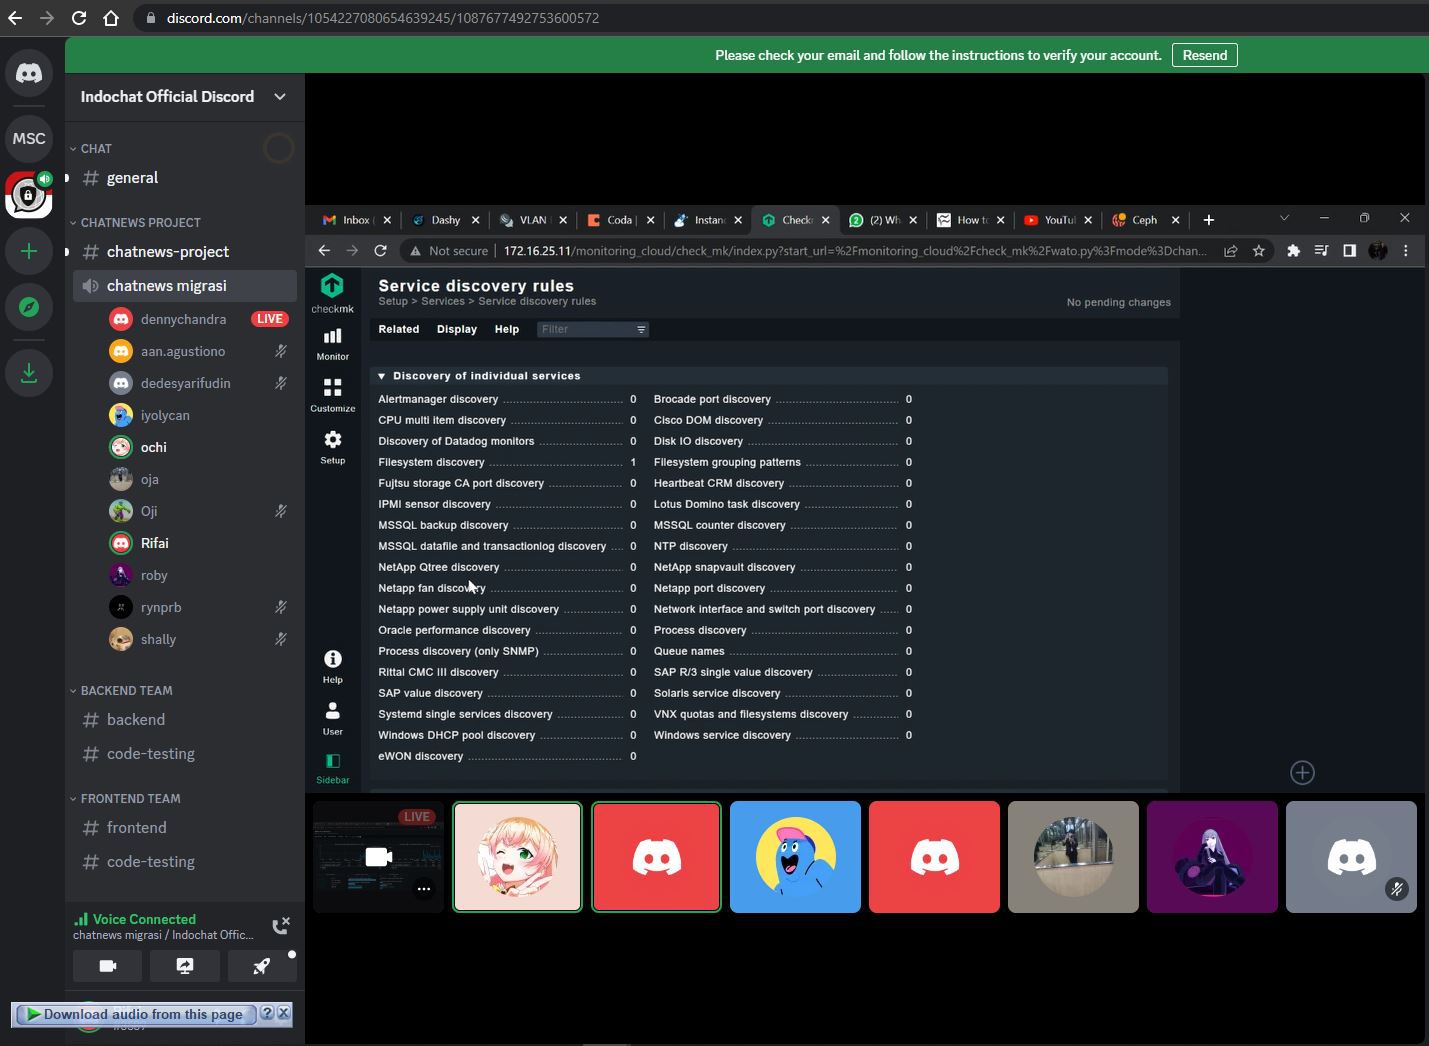 discord.com/channels/1054227080654639245/1087677492753600572
Please check your email and follow the instructions to verify your account. Resend
Indochat Official Discord
MSC
CHAT
# general
CHATNEWS PROJECT
# chatnews-project
chatnews migrasi
dennychandra LIVE
aan.agustiono
dedesyarifudin
iyolycan
ochi
oja
Oji
Rifai
roby
rynprb
shally
BACKEND TEAM
# backend
# code-testing
FRONTEND TEAM
# frontend
# code-testing
Voice Connected
chatnews migrasi / Indochat Offic...
Download audio from this page ?
Inbox ( Dashy VLAN Coda | Instan Check (2) Wh How to YouTu Ceph
Not secure | 172.16.25.11/monitoring_cloud/check_mk/index.py?start_url=%2Fmonitoring_cloud%2Fcheck_mk%2Fwato.py%3Fmode%3Dchan...
checkmk
Monitor
Customize
Setup
Help
User
Sidebar
Service discovery rules
Setup > Services > Service discovery rules
No pending changes
Related Display Help Filter
Discovery of individual services
Alertmanager discovery 0 Brocade port discovery 0
CPU multi item discovery 0 Cisco DOM discovery 0
Discovery of Datadog monitors 0 Disk IO discovery 0
Filesystem discovery 1 Filesystem grouping patterns 0
Fujitsu storage CA port discovery 0 Heartbeat CRM discovery 0
IPMI sensor discovery 0 Lotus Domino task discovery 0
MSSQL backup discovery 0 MSSQL counter discovery 0
MSSQL datafile and transactionlog discovery 0 NTP discovery 0
NetApp Qtree discovery 0 NetApp snapvault discovery 0
Netapp fan discovery 0 Netapp port discovery 0
Netapp power supply unit discovery 0 Network interface and switch port discovery 0
Oracle performance discovery 0 Process discovery 0
Process discovery (only SNMP) 0 Queue names 0
Rittal CMC III discovery 0 SAP R/3 single value discovery 0
SAP value discovery 0 Solaris service discovery 0
Systemd single services discovery 0 VNX quotas and filesystems discovery 0
Windows DHCP pool discovery 0 Windows service discovery 0
eWON discovery 0
LIVE